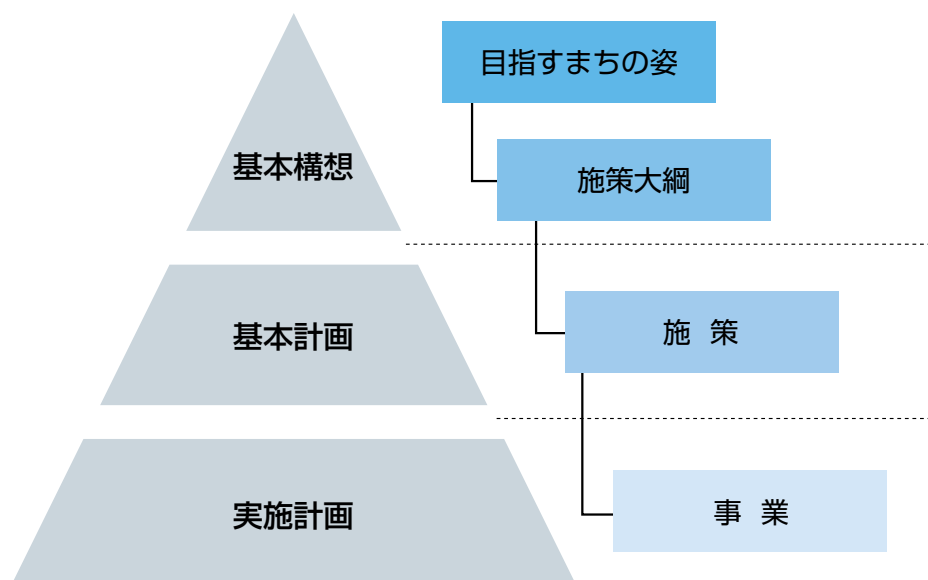 目指すまちの姿
基本構想
施策大綱
基本計画
施 策
実施計画
事 業